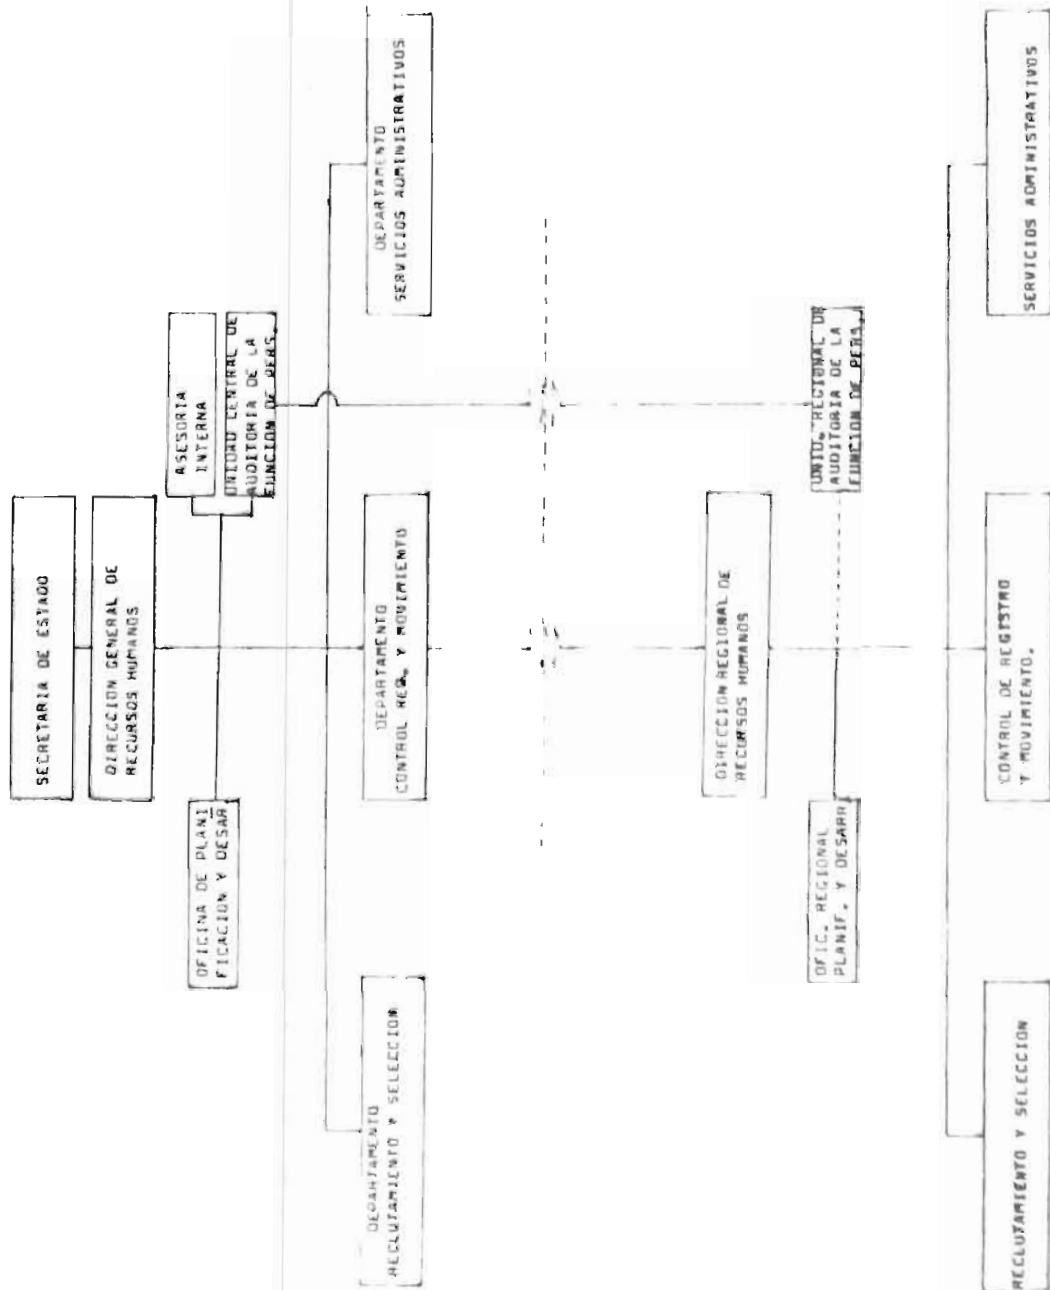 SECRETARIA DE ESTADO
DIRECCION GENERAL DE
RECURSOS HUMANOS
OFICINA DE PLANI
FICACION Y DESAR
ASESORIA
INTERNA
UNIDAD CENTRAL DE
AUDITORIA DE LA
FUNCION DE PERS.
DEPARTAMENTO
RECLUTAMIENTO Y SELECCION
DEPARTAMENTO
CONTROL REG. Y MOVIMIENTO
DEPARTAMENTO
SERVICIOS ADMINISTRATIVOS
DIRECCION REGIONAL DE
RECURSOS HUMANOS
OFIC. REGIONAL
PLANIF. Y DESARR
UNID. REGIONAL DE
AUDITORIA DE LA
FUNCION DE PERS.
RECLUTAMIENTO Y SELECCION
CONTROL DE REGISTRO
Y MOVIMIENTO.
SERVICIOS ADMINISTRATIVOS